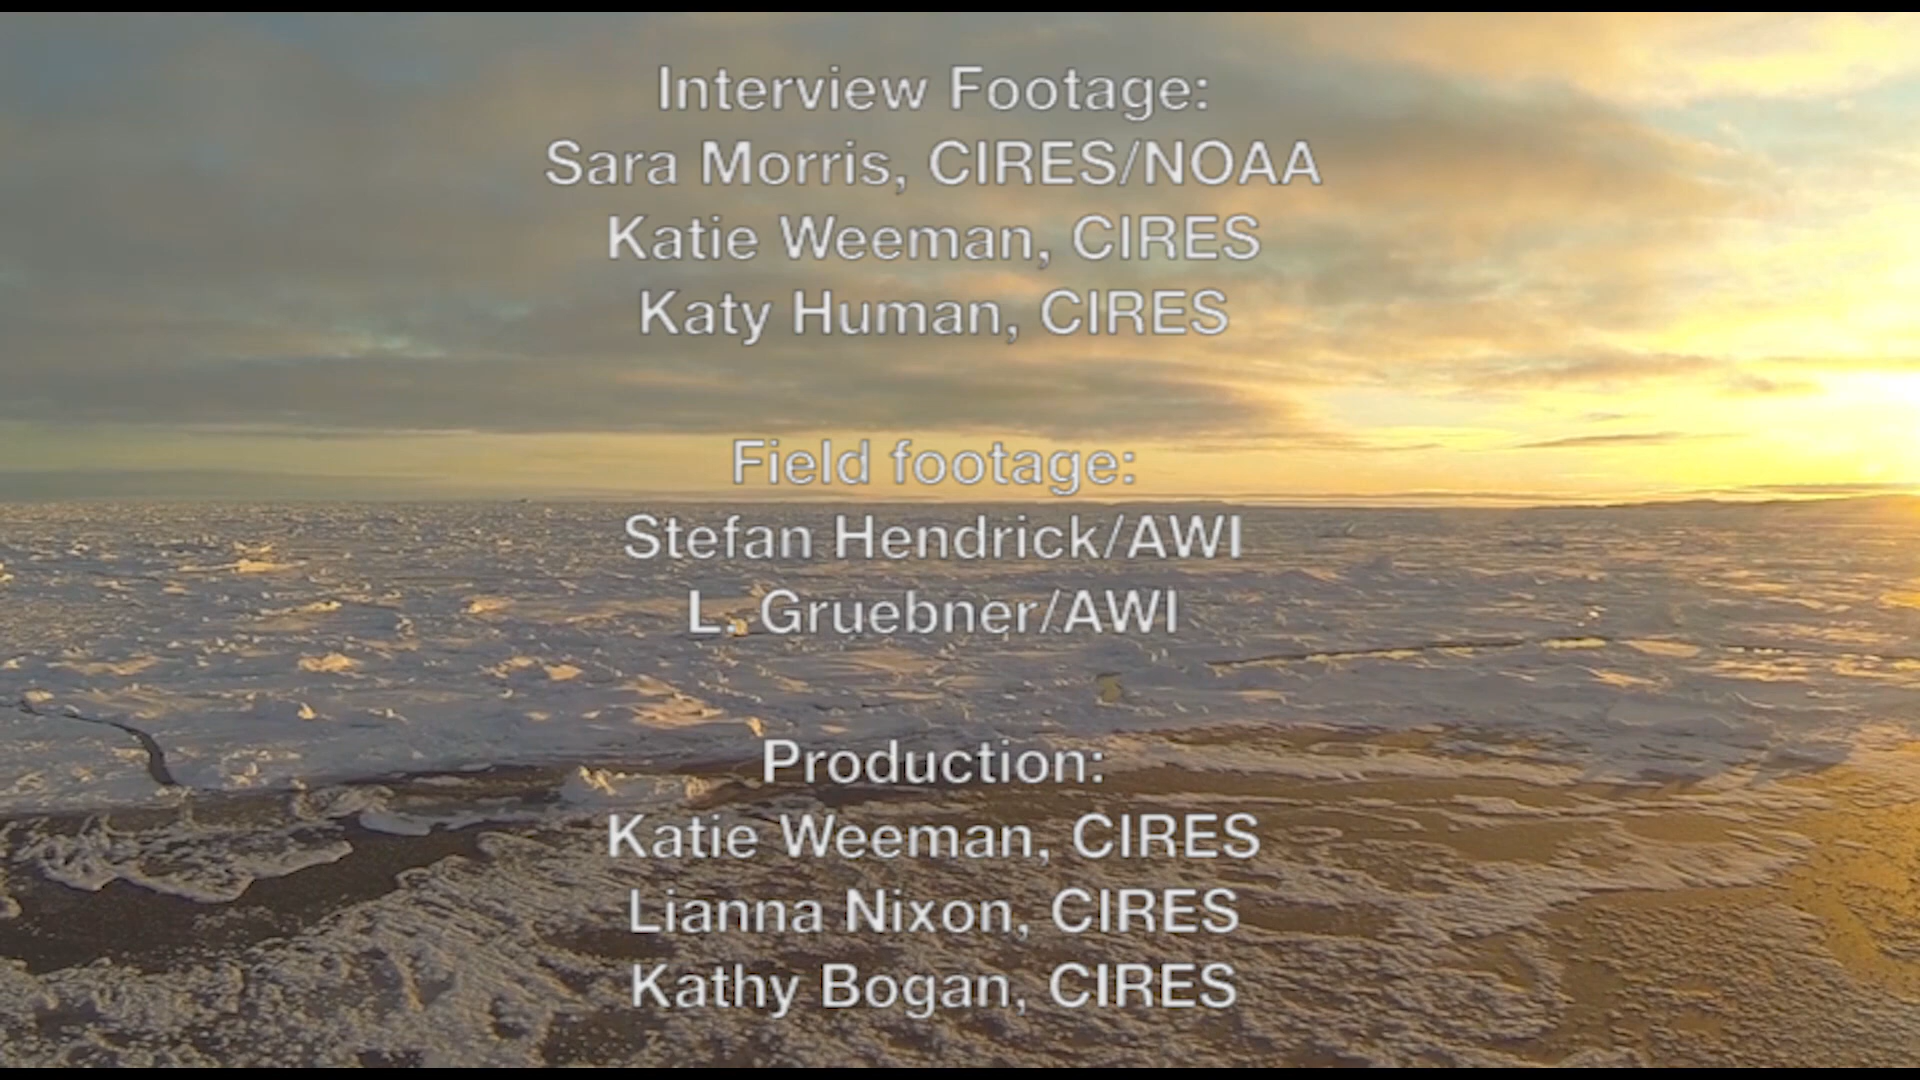 Interview Footage:
Sara Morris, CIRES/NOAA
Katie Weeman, CIRES
Katy Human, CIRES
Field footage:
Stefan Hendrick/AWI
L. Gruebner/AWI
Production:
Katie Weeman, CIRES
Lianna Nixon, CIRES
Kathy Bogan, CIRES